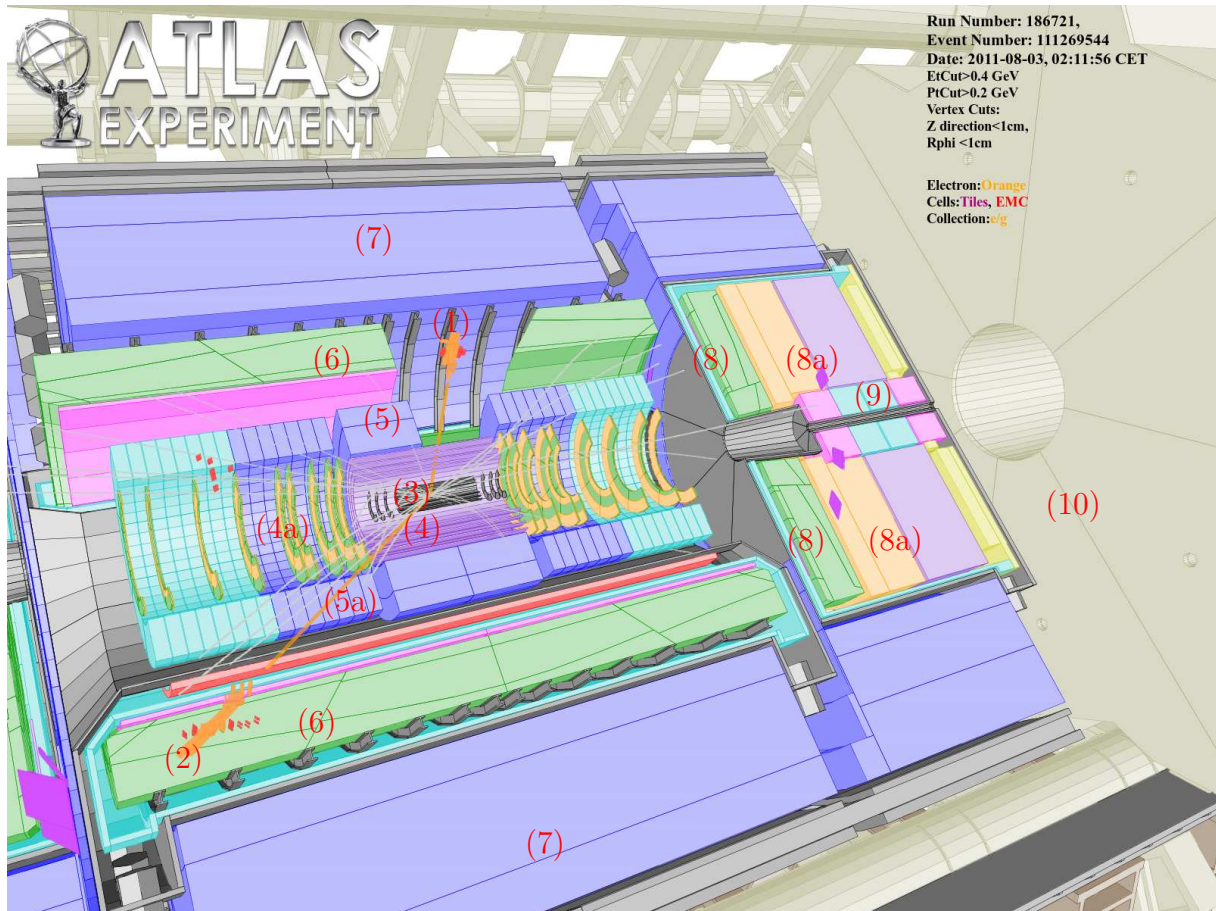 ATLAS
EXPERIMENT
Run Number: 186721,
Event Number: 111269544
Date: 2011-08-03, 02:11:56 CET
EtCut>0.4 GeV
PtCut>0.2 GeV
Vertex Cuts:
Z direction<1cm,
Rphi <1cm
Electron:Orange
Cells:Tiles, EMC
Collection:e/g
(7)
(1)
(6)
(8)
(8a)
(9)
(5)
(3)
(10)
(4a)
(4)
(8)
(8a)
(5a)
(6)
(2)
(7)